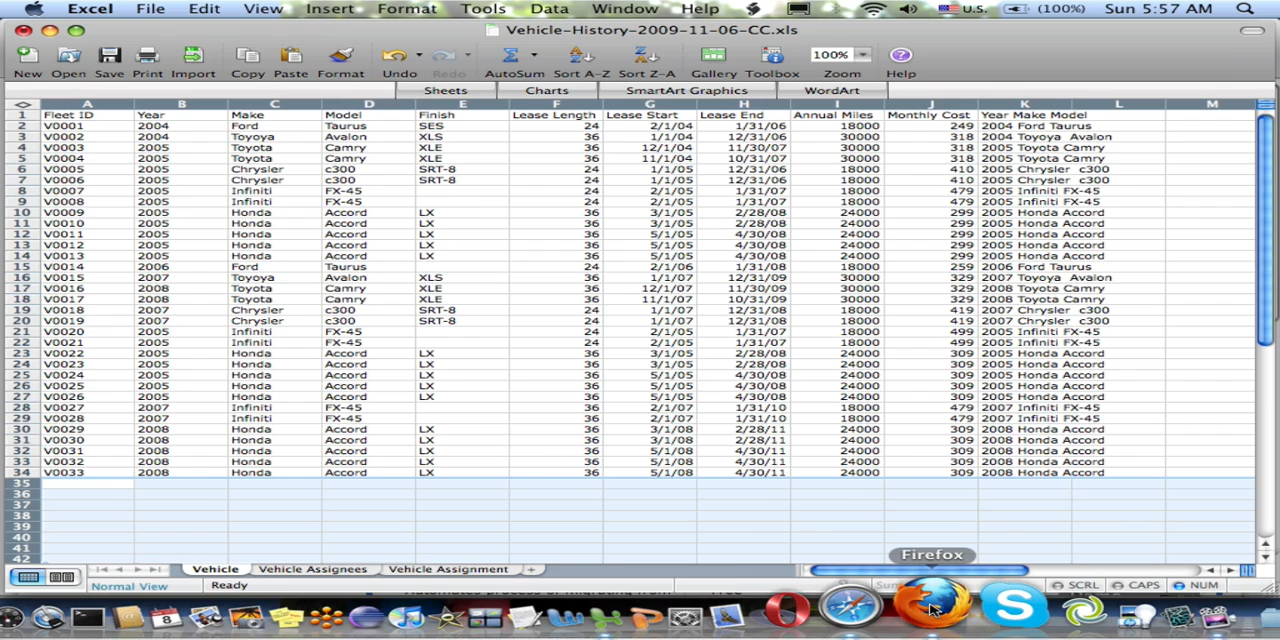 Excel File Edit View Insert Format Tools Data Window Help U.S. (100%) Sun 5:57 AM
Vehicle-History-2009-11-06-CC.xls
New Open Save Print Import Copy Paste Format Undo Redo AutoSum Sort A-Z Sort Z-A Gallery Toolbox 100% Zoom Help
Sheets Charts SmartArt Graphics WordArt
A B C D E F G H I J K L M
1 Fleet ID Year Make Model Finish Lease Length Lease Start Lease End Annual Miles Monthly Cost Year Make Model
2 V0001 2004 Ford Taurus SES 24 2/1/04 1/31/06 18000 249 2004 Ford Taurus
3 V0002 2004 Toyoya Avalon XLS 36 1/1/04 12/31/06 30000 318 2004 Toyoya Avalon
4 V0003 2005 Toyota Camry XLE 36 12/1/04 11/30/07 30000 318 2005 Toyota Camry
5 V0004 2005 Toyota Camry XLE 36 11/1/04 10/31/07 30000 318 2005 Toyota Camry
6 V0005 2005 Chrysler c300 SRT-8 24 1/1/05 12/31/06 18000 410 2005 Chrysler c300
7 V0006 2005 Chrysler c300 SRT-8 24 1/1/05 12/31/06 18000 410 2005 Chrysler c300
8 V0007 2005 Infiniti FX-45 24 2/1/05 1/31/07 18000 479 2005 Infiniti FX-45
9 V0008 2005 Infiniti FX-45 24 2/1/05 1/31/07 18000 479 2005 Infiniti FX-45
10 V0009 2005 Honda Accord LX 36 3/1/05 2/28/08 24000 299 2005 Honda Accord
11 V0010 2005 Honda Accord LX 36 3/1/05 2/28/08 24000 299 2005 Honda Accord
12 V0011 2005 Honda Accord LX 36 5/1/05 4/30/08 24000 299 2005 Honda Accord
13 V0012 2005 Honda Accord LX 36 5/1/05 4/30/08 24000 299 2005 Honda Accord
14 V0013 2005 Honda Accord LX 36 5/1/05 4/30/08 24000 299 2005 Honda Accord
15 V0014 2006 Ford Taurus 24 2/1/06 1/31/08 18000 259 2006 Ford Taurus
16 V0015 2007 Toyoya Avalon XLS 36 1/1/07 12/31/09 30000 329 2007 Toyoya Avalon
17 V0016 2008 Toyota Camry XLE 36 12/1/07 11/30/09 30000 329 2008 Toyota Camry
18 V0017 2008 Toyota Camry XLE 36 11/1/07 10/31/09 30000 329 2008 Toyota Camry
19 V0018 2007 Chrysler c300 SRT-8 24 1/1/07 12/31/08 18000 419 2007 Chrysler c300
20 V0019 2007 Chrysler c300 SRT-8 24 1/1/07 12/31/08 18000 419 2007 Chrysler c300
21 V0020 2005 Infiniti FX-45 24 2/1/05 1/31/07 18000 499 2005 Infiniti FX-45
22 V0021 2005 Infiniti FX-45 24 2/1/05 1/31/07 18000 499 2005 Infiniti FX-45
23 V0022 2005 Honda Accord LX 36 3/1/05 2/28/08 24000 309 2005 Honda Accord
24 V0023 2005 Honda Accord LX 36 3/1/05 2/28/08 24000 309 2005 Honda Accord
25 V0024 2005 Honda Accord LX 36 5/1/05 4/30/08 24000 309 2005 Honda Accord
26 V0025 2005 Honda Accord LX 36 5/1/05 4/30/08 24000 309 2005 Honda Accord
27 V0026 2005 Honda Accord LX 36 5/1/05 4/30/08 24000 309 2005 Honda Accord
28 V0027 2007 Infiniti FX-45 36 2/1/07 1/31/10 18000 479 2007 Infiniti FX-45
29 V0028 2007 Infiniti FX-45 36 2/1/07 1/31/10 18000 479 2007 Infiniti FX-45
30 V0029 2008 Honda Accord LX 36 3/1/08 2/28/11 24000 309 2008 Honda Accord
31 V0030 2008 Honda Accord LX 36 3/1/08 2/28/11 24000 309 2008 Honda Accord
32 V0031 2008 Honda Accord LX 36 5/1/08 4/30/11 24000 309 2008 Honda Accord
33 V0032 2008 Honda Accord LX 36 5/1/08 4/30/11 24000 309 2008 Honda Accord
34 V0033 2008 Honda Accord LX 36 5/1/08 4/30/11 24000 309 2008 Honda Accord
35
36
37
38
39
40
41
42
Firefox
Vehicle Vehicle Assignees Vehicle Assignment
Normal View Ready SCRL CAPS NUM